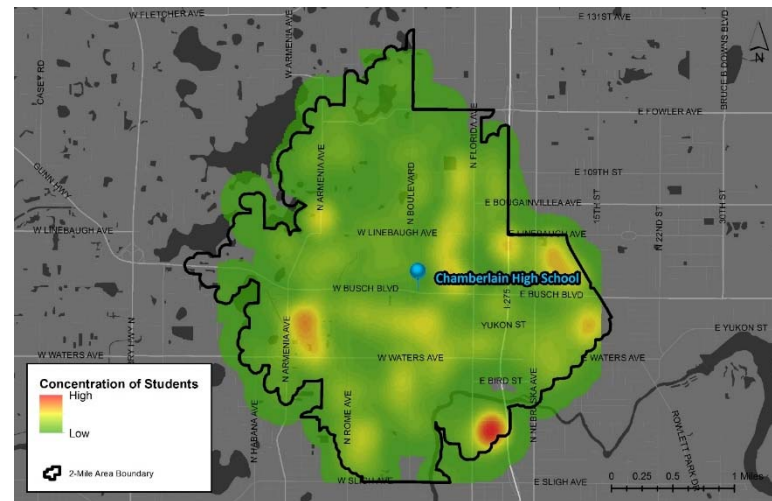 W FLETCHER AVE
E 131ST AVE
CASEY RD
W ARMENIA AVE
BRUCE B DOWNS BLVD
N
E FOWLER AVE
N FLORIDA AVE
GUNN HWY
N ARMENIA AVE
N BOULEVARD
E 109TH ST
15TH ST
N 22ND ST
30TH ST
E BOUGAINVILLEA AVE
W LINEBAUGH AVE
W LINEBAUGH AVE
E LINEBAUGH AVE
Chamberlain High School
W BUSCH BLVD
I-275
E BUSCH BLVD
YUKON ST
E YUKON ST
N ARMENIA AVE
W WATERS AVE
W WATERS AVE
E WATERS AVE
E BIRD ST
N NEBRASKA AVE
N HABANA AVE
N ROME AVE
ROWLETT PARK DR
W SLIGH AVE
E SLIGH AVE
Concentration of Students
High
Low
2-Mile Area Boundary
0 0.25 0.5 1 Miles